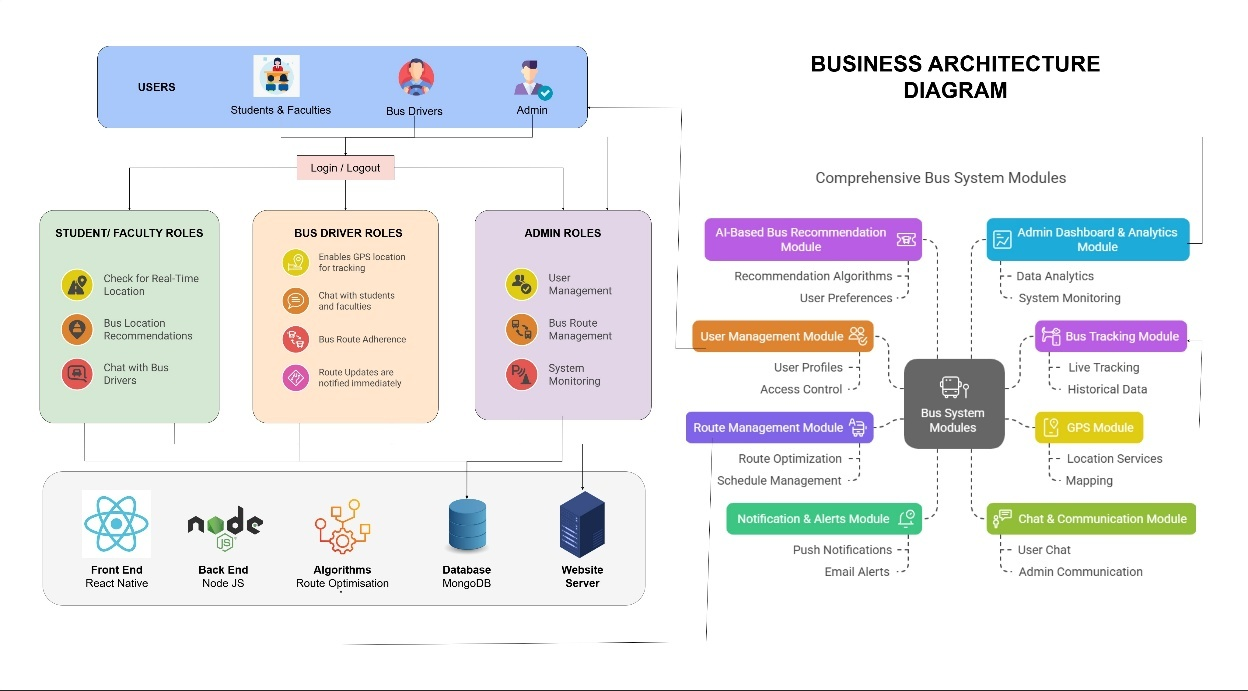 BUSINESS ARCHITECTURE
DIAGRAM
USERS
Students & Faculties
Bus Drivers
Admin
Login / Logout
STUDENT/ FACULTY ROLES
Check for Real-Time
Location
Bus Location
Recommendations
Chat with Bus
Drivers
BUS DRIVER ROLES
Enables GPS location
for tracking
Chat with students
and faculties
Bus Route Adherence
Route Updates are
notified immediately
ADMIN ROLES
User
Management
Bus Route
Management
System
Monitoring
node
JS
Front End
React Native
Back End
Node JS
Algorithms
Route Optimisation
Database
MongoDB
Website
Server
Comprehensive Bus System Modules
AI-Based Bus Recommendation
Module
Recommendation Algorithms
User Preferences
User Management Module
User Profiles
Access Control
Route Management Module
Route Optimization
Schedule Management
Notification & Alerts Module
Push Notifications
Email Alerts
Bus System
Modules
Admin Dashboard & Analytics
Module
Data Analytics
System Monitoring
Bus Tracking Module
Live Tracking
Historical Data
GPS Module
Location Services
Mapping
Chat & Communication Module
User Chat
Admin Communication